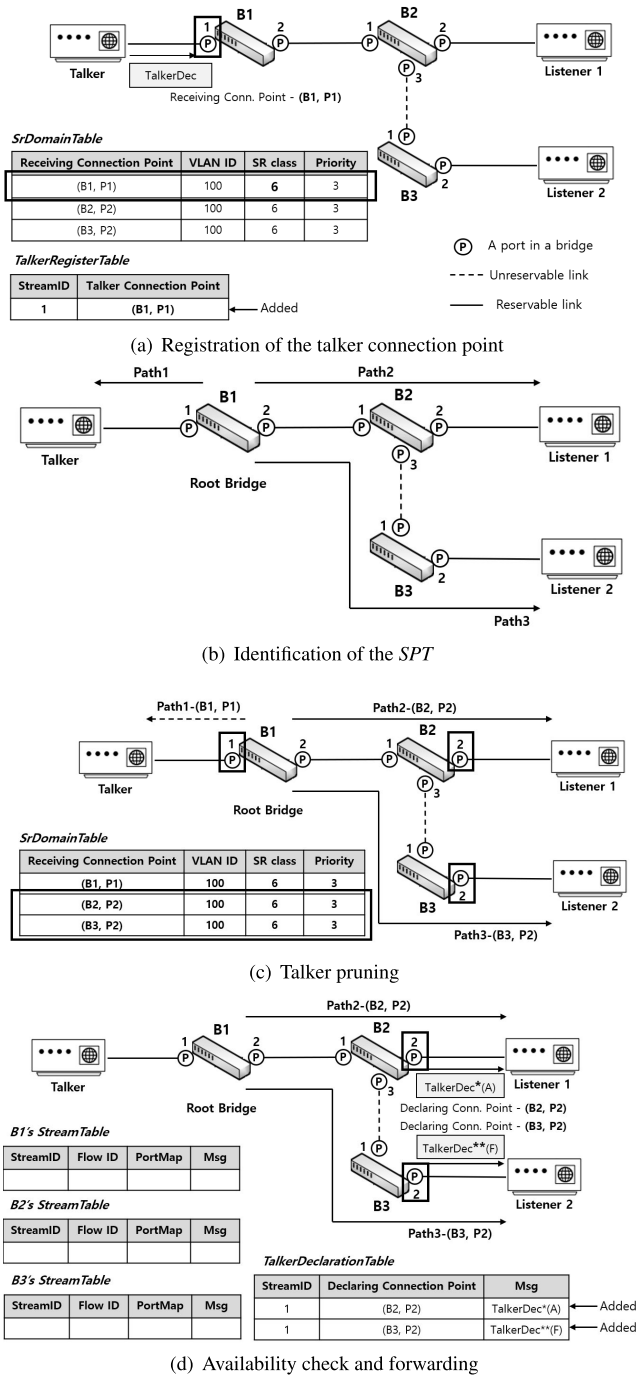 B1
B2
1
2
1
2
P
P
P
P
Talker
TalkerDec
P
3
Listener 1
Receiving Conn. Point - (B1, P1)
SrDomainTable
Receiving Connection Point VLAN ID SR class Priority
(B1, P1) 100 6 3
(B2, P2) 100 6 3
(B3, P2) 100 6 3
1
P
P
2
B3
Listener 2
TalkerRegisterTable
StreamID Talker Connection Point
1 (B1, P1)
Added
P A port in a bridge
Unreservable link
Reservable link
(a) Registration of the talker connection point
Path1
Path2
B1
B2
1
2
1
2
P
P
P
P
Talker
P
3
Listener 1
Root Bridge
1
P
P
2
B3
Listener 2
Path3
(b) Identification of the SPT
Path1-(B1, P1)
Path2-(B2, P2)
B1
B2
1
2
1
2
P
P
P
P
Talker
P
3
Listener 1
Root Bridge
SrDomainTable
Receiving Connection Point VLAN ID SR class Priority
(B1, P1) 100 6 3
(B2, P2) 100 6 3
(B3, P2) 100 6 3
1
P
P
2
B3
Listener 2
Path3-(B3, P2)
(c) Talker pruning
Path2-(B2, P2)
B1
B2
1
2
1
2
P
P
P
P
Talker
P
3
TalkerDec*(A)
Listener 1
Root Bridge
Declaring Conn. Point - (B2, P2)
Declaring Conn. Point - (B3, P2)
TalkerDec**(F)
1
P
P
2
B3
Listener 2
Path3-(B3, P2)
B1's StreamTable
StreamID Flow ID PortMap Msg
B2's StreamTable
StreamID Flow ID PortMap Msg
B3's StreamTable
StreamID Flow ID PortMap Msg
TalkerDeclarationTable
StreamID Declaring Connection Point Msg
1 (B2, P2) TalkerDec*(A) Added
1 (B3, P2) TalkerDec**(F) Added
(d) Availability check and forwarding